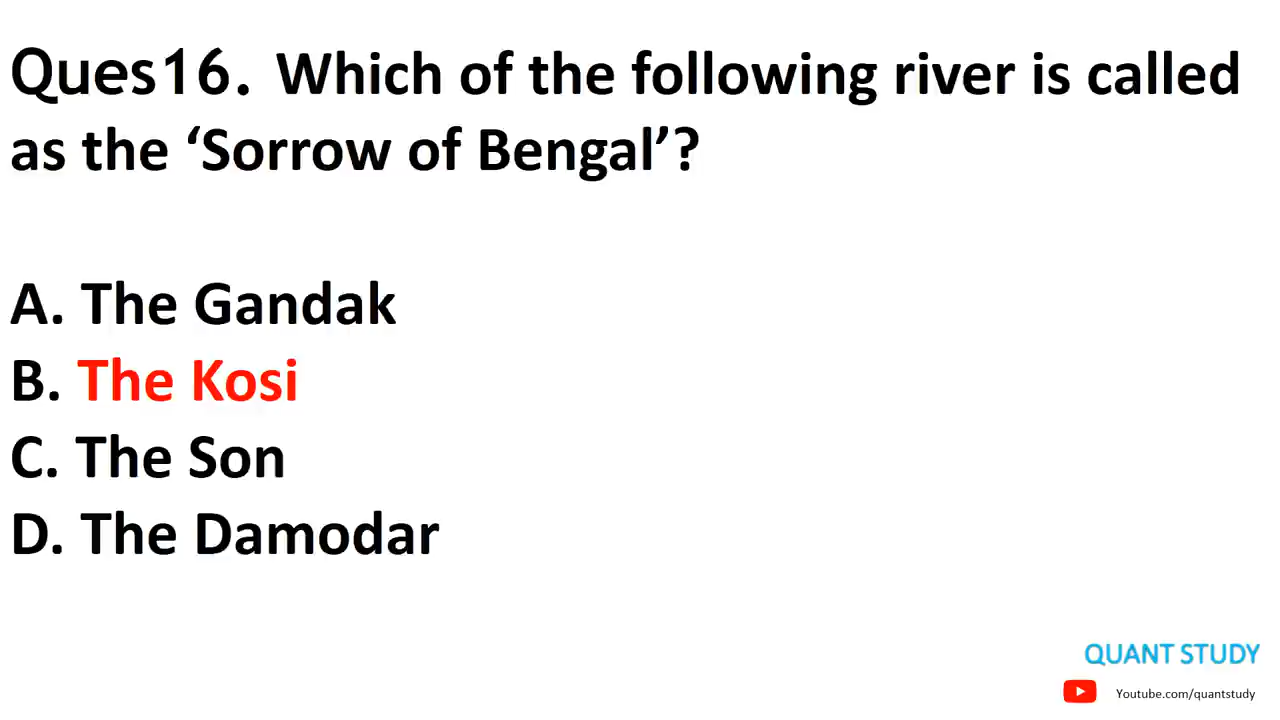 Ques16. Which of the following river is called
as the ‘Sorrow of Bengal’?
A. The Gandak
B. The Kosi
C. The Son
D. The Damodar
QUANT STUDY
Youtube.com/quantstudy